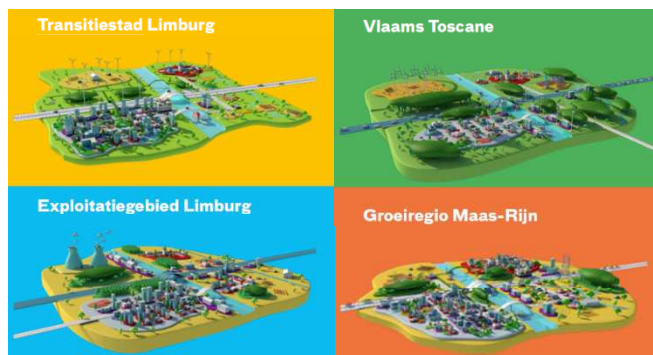 Transitiestad Limburg
Vlaams Toscane
Exploitatiegebied Limburg
Groeiregio Maas-Rijn